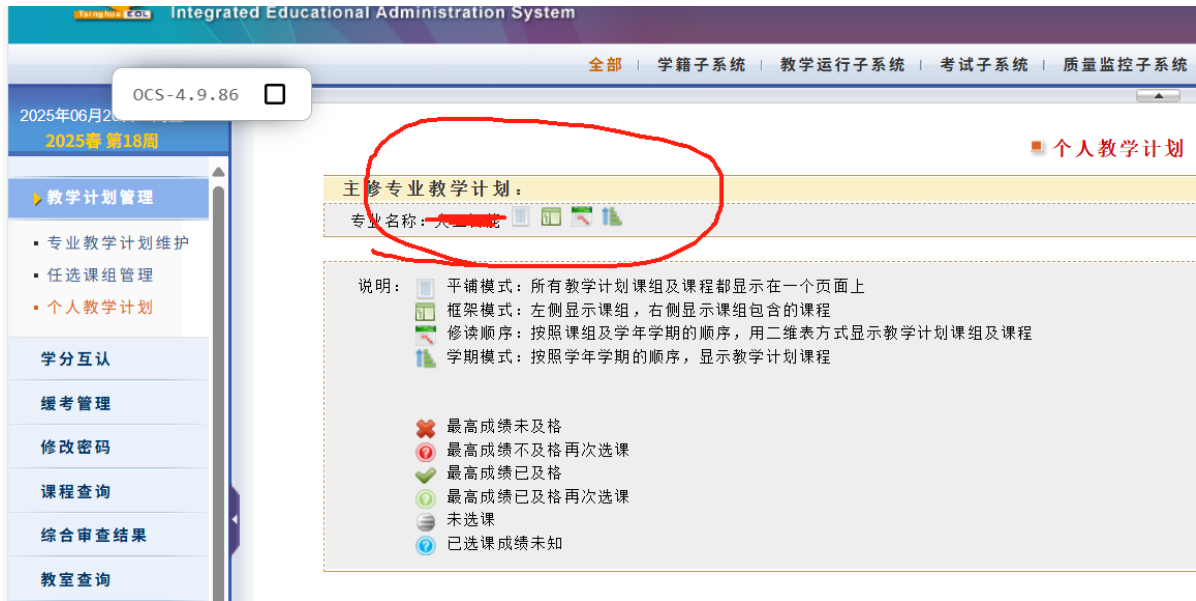 Tsinghua EOL Integrated Educational Administration System
全部 | 学籍子系统 | 教学运行子系统 | 考试子系统 | 质量监控子系统
OCS-4.9.86
2025年06月2
2025春 第18周
教学计划管理
专业教学计划维护
任选课组管理
个人教学计划
学分互认
缓考管理
修改密码
课程查询
综合审查结果
教室查询
个人教学计划
主修专业教学计划:
专业名称:
说明: 平铺模式:所有教学计划课组及课程都显示在一个页面上
框架模式:左侧显示课组,右侧显示课组包含的课程
修读顺序:按照课组及学年学期的顺序,用二维表方式显示教学计划课组及课程
学期模式:按照学年学期的顺序,显示教学计划课程
最高成绩未及格
最高成绩不及格再次选课
最高成绩已及格
最高成绩已及格再次选课
未选课
已选课成绩未知